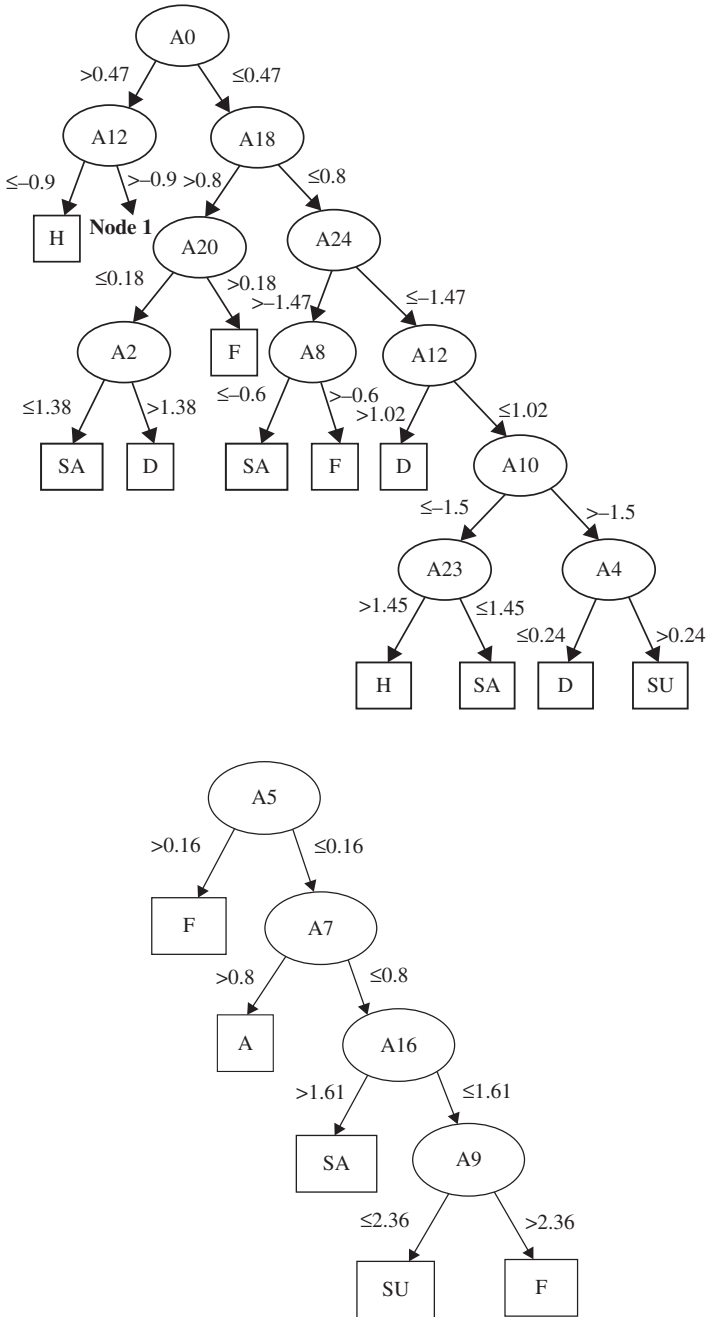 A0
>0.47
≤0.47
A12
A18
≤–0.9
>–0.9
>0.8
≤0.8
H
Node 1
A20
A24
≤0.18
>0.18
>–1.47
≤–1.47
A2
F
A8
A12
≤1.38
>1.38
≤–0.6
>–0.6
>1.02
≤1.02
SA
D
SA
F
D
A10
≤–1.5
>–1.5
A23
A4
>1.45
≤1.45
≤0.24
>0.24
H
SA
D
SU
A5
>0.16
≤0.16
F
A7
>0.8
≤0.8
A
A16
>1.61
≤1.61
SA
A9
≤2.36
>2.36
SU
F